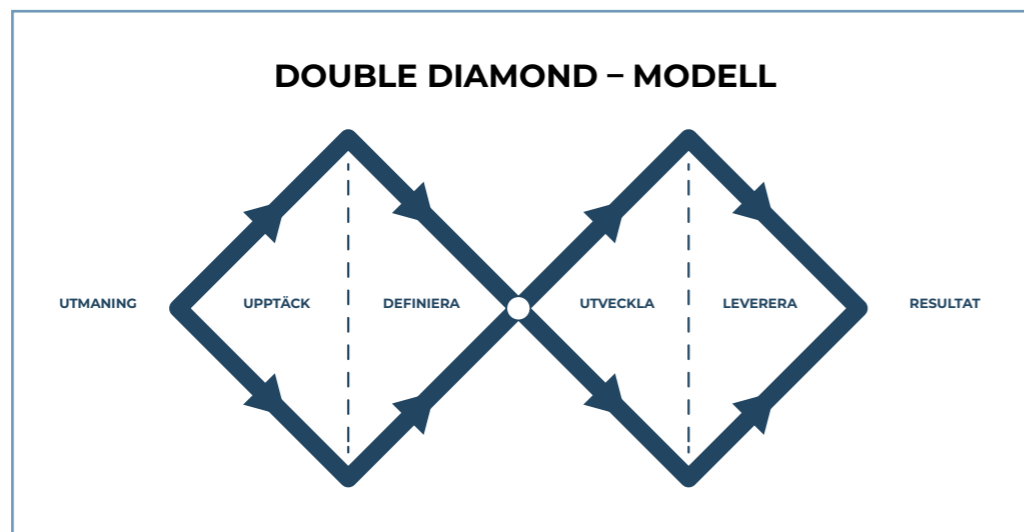 DOUBLE DIAMOND – MODELL
UTMANING
UPPTÄCK
DEFINIERA
UTVECKLA
LEVERERA
RESULTAT